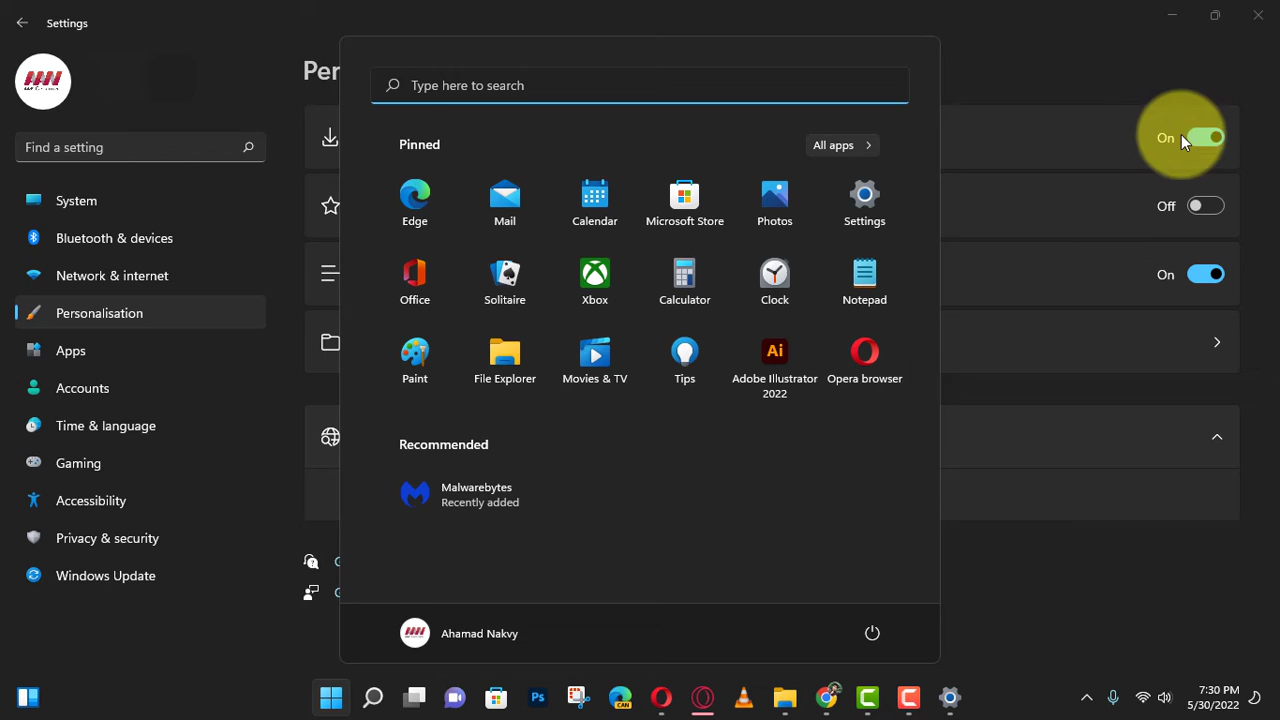 Settings
Per
Find a setting
System
Bluetooth & devices
Network & internet
Personalisation
Apps
Accounts
Time & language
Gaming
Accessibility
Privacy & security
Windows Update
Type here to search
Pinned
All apps
Edge
Mail
Calendar
Microsoft Store
Photos
Settings
Office
Solitaire
Xbox
Calculator
Clock
Notepad
Paint
File Explorer
Movies & TV
Tips
Ai
Adobe Illustrator
2022
Opera browser
Recommended
Malwarebytes
Recently added
Ahamad Nakvy
On
Off
On
Ps
CAN
7:30 PM
5/30/2022